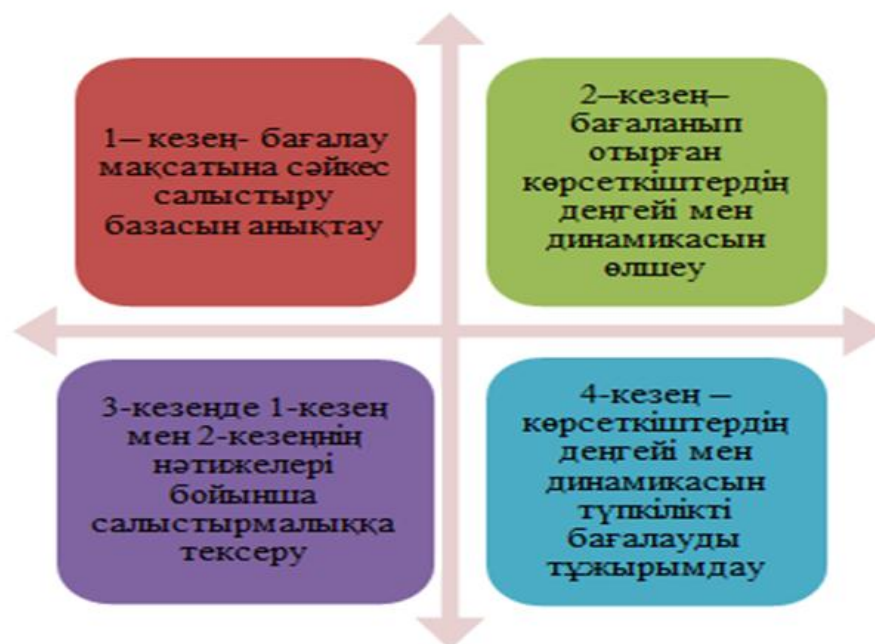 1– кезең- бағалау
мақсатына сәйкес
салыстыру
базасын анықтау
2–кезең–
бағаланып
отырған
көрсеткіштердің
деңгейі мен
динамикасын
өлшеу
3-кезеңде 1-кезең
мен 2-кезеңнің
нәтижелері
бойынша
салыстырмалыққа
тексеру
4-кезең –
көрсеткіштердің
деңгейі мен
динамикасын
түпкілікті
бағалауды
тұжырымдау